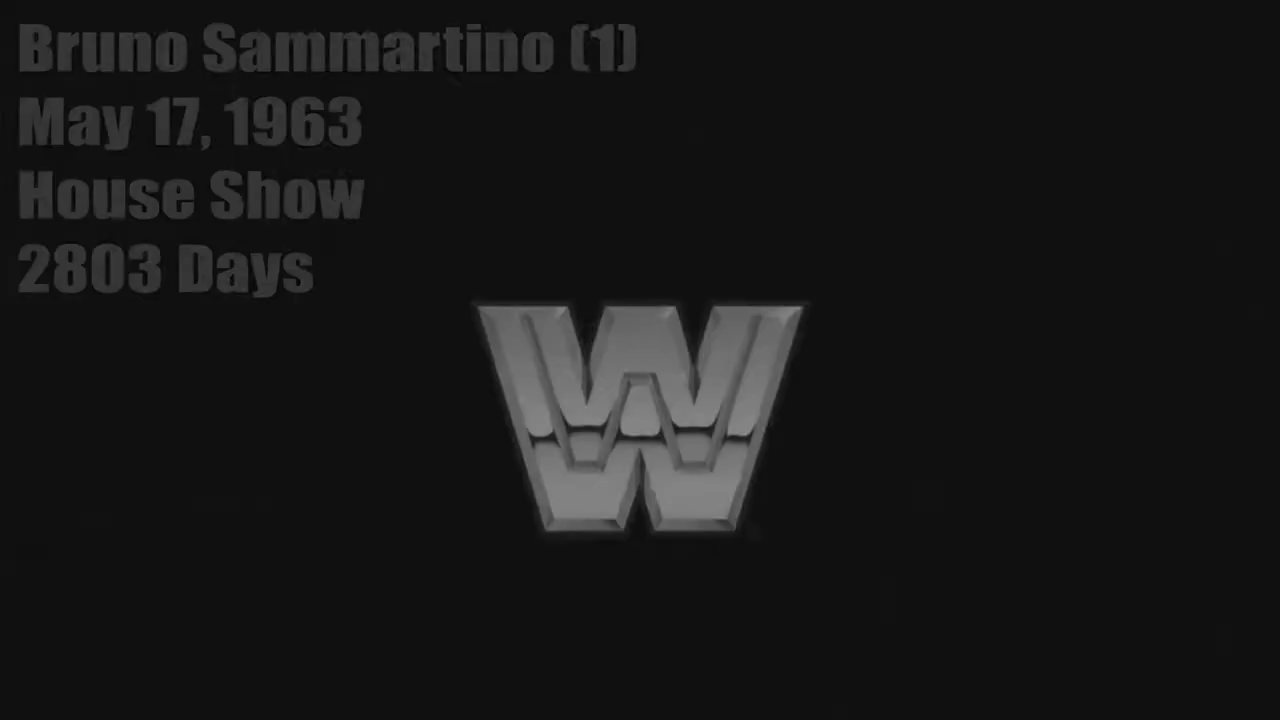 Bruno Sammartino (1)
May 17, 1963
House Show
2803 Days
W